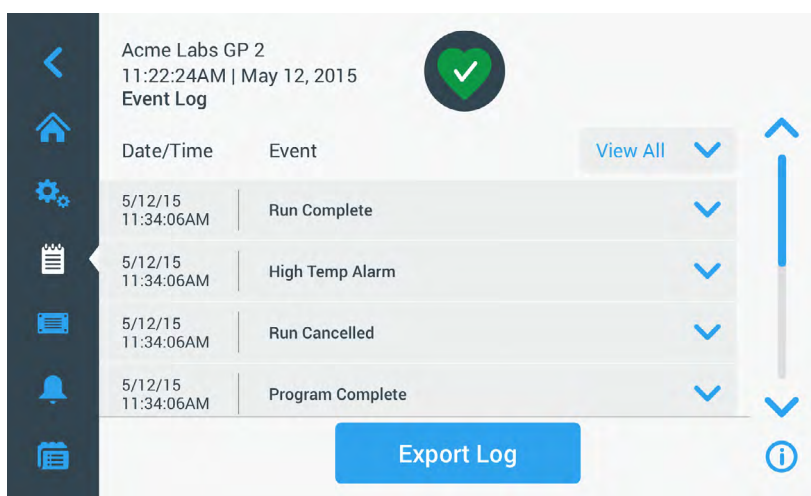 Acme Labs GP 2
11:22:24AM | May 12, 2015
Event Log
Date/Time Event View All
5/12/15
11:34:06AM
Run Complete
5/12/15
11:34:06AM
High Temp Alarm
5/12/15
11:34:06AM
Run Cancelled
5/12/15
11:34:06AM
Program Complete
Export Log